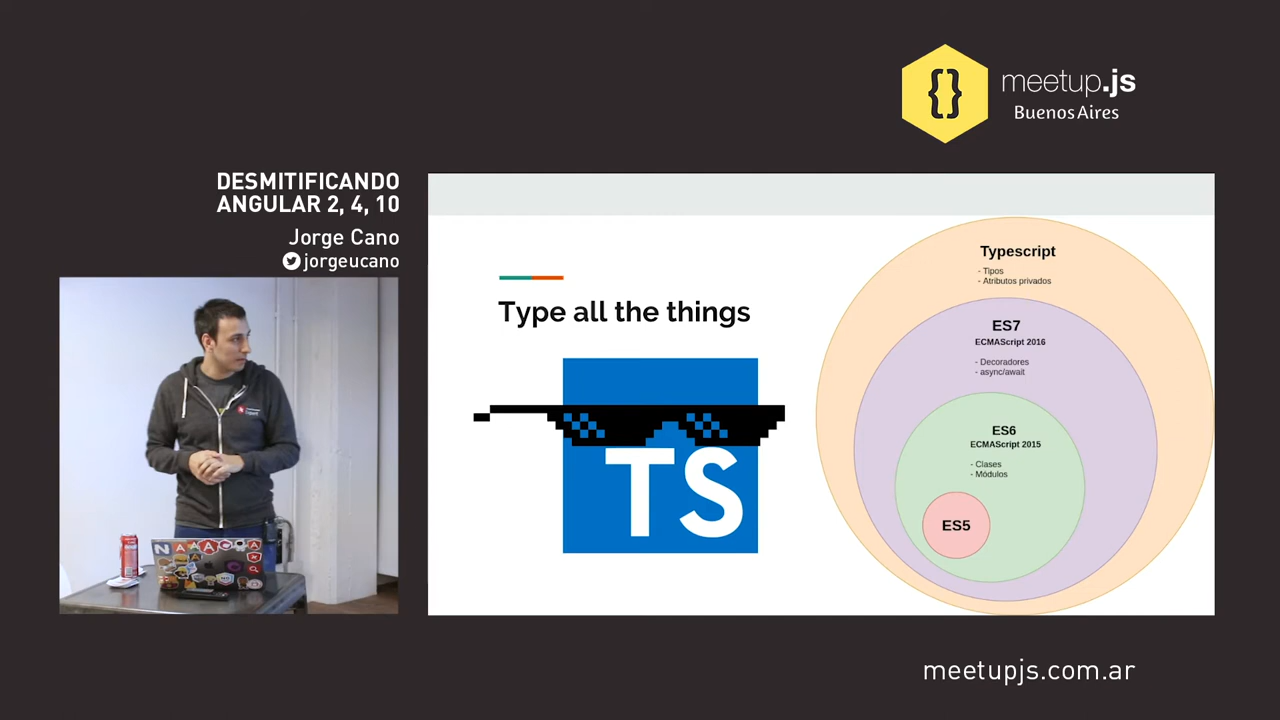 {} meetup.js
Buenos Aires
DESMITIFICANDO
ANGULAR 2, 4, 10
Jorge Cano
jorgeucano
Type all the things
TS
Typescript
- Tipos
- Atributos privados
ES7
ECMAScript 2016
- Decoradores
- async/await
ES6
ECMAScript 2015
- Clases
- Módulos
ES5
meetupjs.com.ar